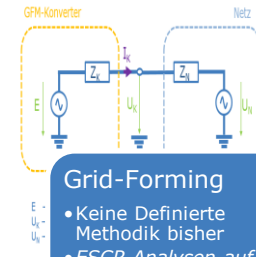 GFM-Konverter
Netz
I_K
Z_K
Z_N
E
U_K
U_N
E -
U_K -
U_N -
Grid-Forming
• Keine Definierte
Methodik bisher
• ESCR Analysen auf